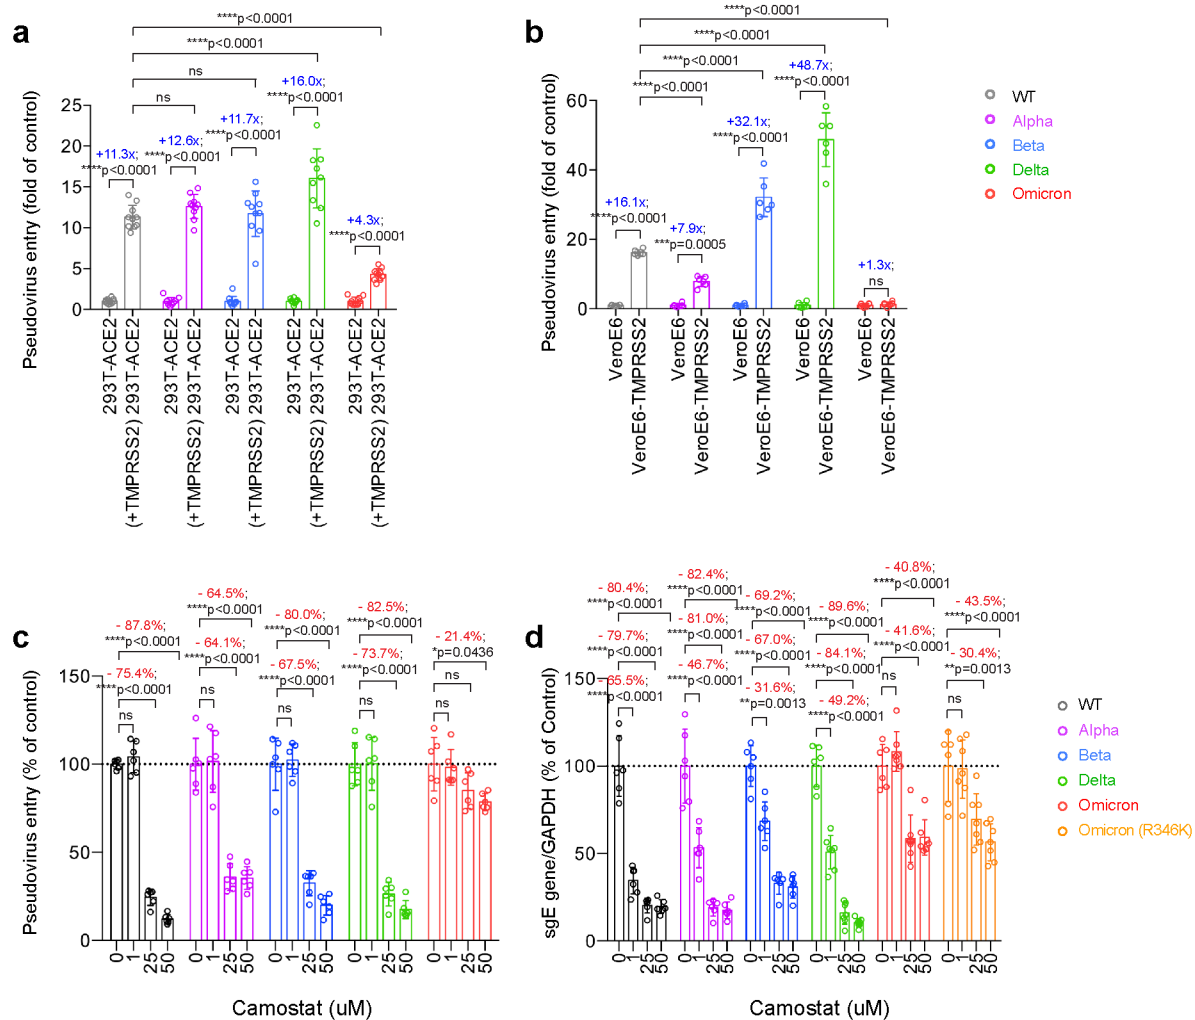 a
****p<0.0001
****p<0.0001
ns
ns
+16.0x;
****p<0.0001
+11.7x;
****p<0.0001
+12.6x;
****p<0.0001
+11.3x;
****p<0.0001
+4.3x;
****p<0.0001
Pseudovirus entry (fold of control)
25
20
15
10
5
0
293T-ACE2
(+TMPRSS2) 293T-ACE2
293T-ACE2
(+TMPRSS2) 293T-ACE2
293T-ACE2
(+TMPRSS2) 293T-ACE2
293T-ACE2
(+TMPRSS2) 293T-ACE2
293T-ACE2
(+TMPRSS2) 293T-ACE2
b
****p<0.0001
****p<0.0001
****p<0.0001
****p<0.0001
+48.7x;
****p<0.0001
+32.1x;
****p<0.0001
+16.1x;
****p<0.0001
+7.9x;
***p=0.0005
+1.3x;
ns
Pseudovirus entry (fold of control)
60
40
20
0
VeroE6
VeroE6-TMPRSS2
VeroE6
VeroE6-TMPRSS2
VeroE6
VeroE6-TMPRSS2
VeroE6
VeroE6-TMPRSS2
VeroE6
VeroE6-TMPRSS2
WT
Alpha
Beta
Delta
Omicron
c
- 87.8%;
****p<0.0001
- 75.4%;
****p<0.0001
ns
- 64.5%;
****p<0.0001
- 64.1%;
****p<0.0001
ns
- 80.0%;
****p<0.0001
- 67.5%;
****p<0.0001
ns
- 82.5%;
****p<0.0001
- 73.7%;
****p<0.0001
ns
- 21.4%;
*p=0.0436
ns
ns
Pseudovirus entry (% of control)
150
100
50
0
0 1 25 50
0 1 25 50
0 1 25 50
0 1 25 50
0 1 25 50
Camostat (uM)
d
- 80.4%;
****p<0.0001
- 79.7%;
****p<0.0001
- 65.5%;
****p<0.0001
- 82.4%;
****p<0.0001
- 81.0%;
****p<0.0001
- 46.7%;
****p<0.0001
- 69.2%;
****p<0.0001
- 67.0%;
****p<0.0001
- 31.6%;
**p=0.0013
- 89.6%;
****p<0.0001
- 84.1%;
****p<0.0001
- 49.2%;
****p<0.0001
- 40.8%;
****p<0.0001
- 41.6%;
****p<0.0001
ns
- 43.5%;
****p<0.0001
- 30.4%;
**p=0.0013
ns
sgE gene/GAPDH (% of Control)
150
100
50
0
0 1 25 50
0 1 25 50
0 1 25 50
0 1 25 50
0 1 25 50
0 1 25 50
Camostat (uM)
WT
Alpha
Beta
Delta
Omicron
Omicron (R346K)